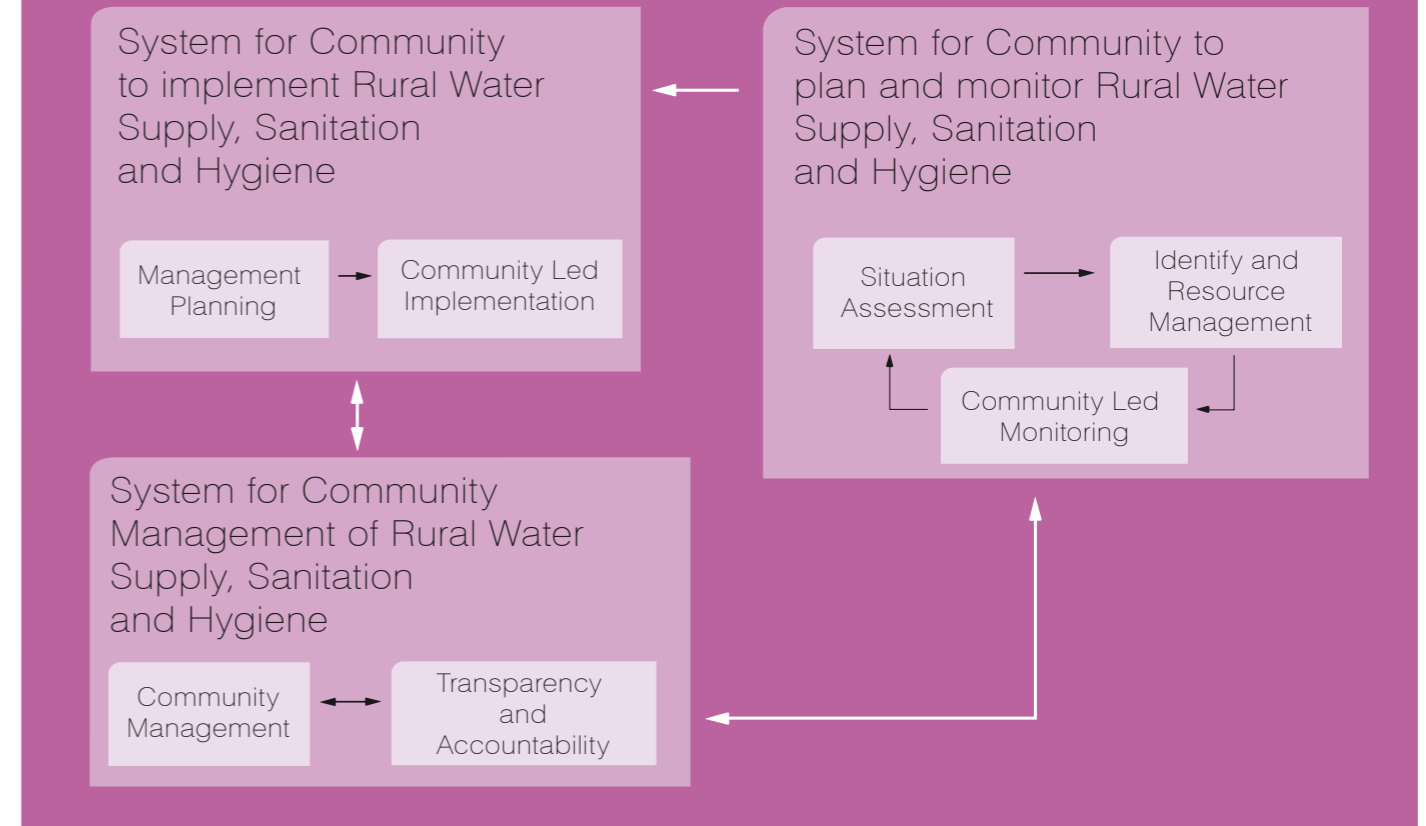 System for Community
to implement Rural Water
Supply, Sanitation
and Hygiene
Management
Planning
Community Led
Implementation
System for Community to
plan and monitor Rural Water
Supply, Sanitation
and Hygiene
Situation
Assessment
Identify and
Resource
Management
Community Led
Monitoring
System for Community
Management of Rural Water
Supply, Sanitation
and Hygiene
Community
Management
Transparency
and
Accountability